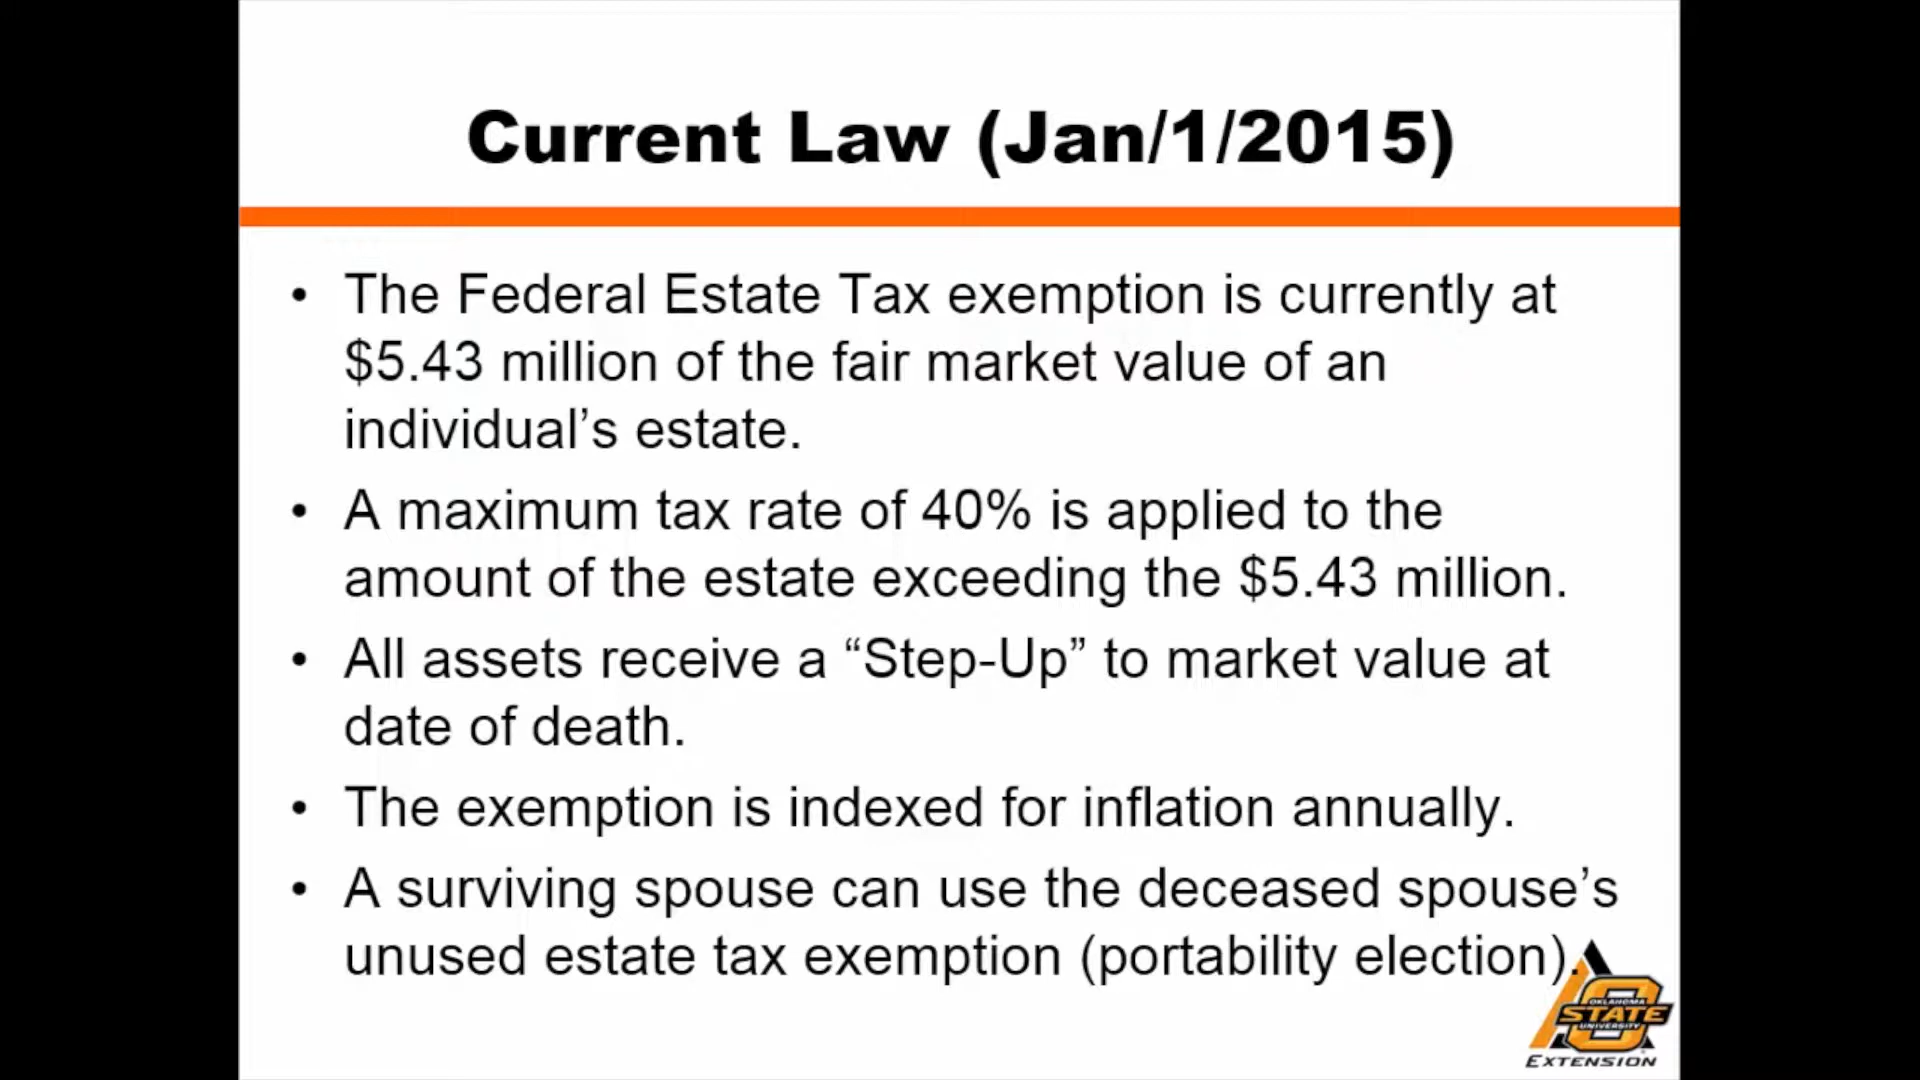 Current Law (Jan/1/2015)
• The Federal Estate Tax exemption is currently at
$5.43 million of the fair market value of an
individual’s estate.
• A maximum tax rate of 40% is applied to the
amount of the estate exceeding the $5.43 million.
• All assets receive a “Step-Up” to market value at
date of death.
• The exemption is indexed for inflation annually.
• A surviving spouse can use the deceased spouse’s
unused estate tax exemption (portability election).
OKLAHOMA
STATE
UNIVERSITY
EXTENSION